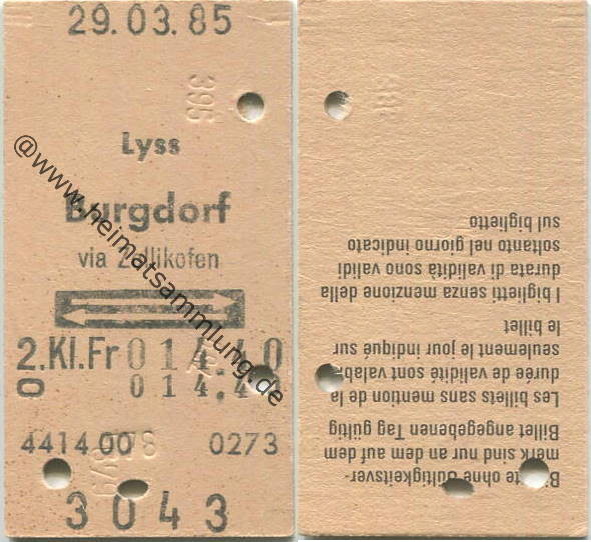 29.03.85
395
Lyss
Burgdorf
via Zollikofen
2.Kl.Fr 014.40
0 014.40
4414 00 0273
3043
@www.heimatsammlung.de
Billette ohne Gültigkeitsver-
merk sind nur an dem auf dem
Billet angegebenen Tag gültig
Les billets sans mention de la
durée de validité sont valab.
seulement le jour indiqué sur
le billet
I biglietti senza menzione della
durata di validità sono validi
soltanto nel giorno indicato
sul biglietto